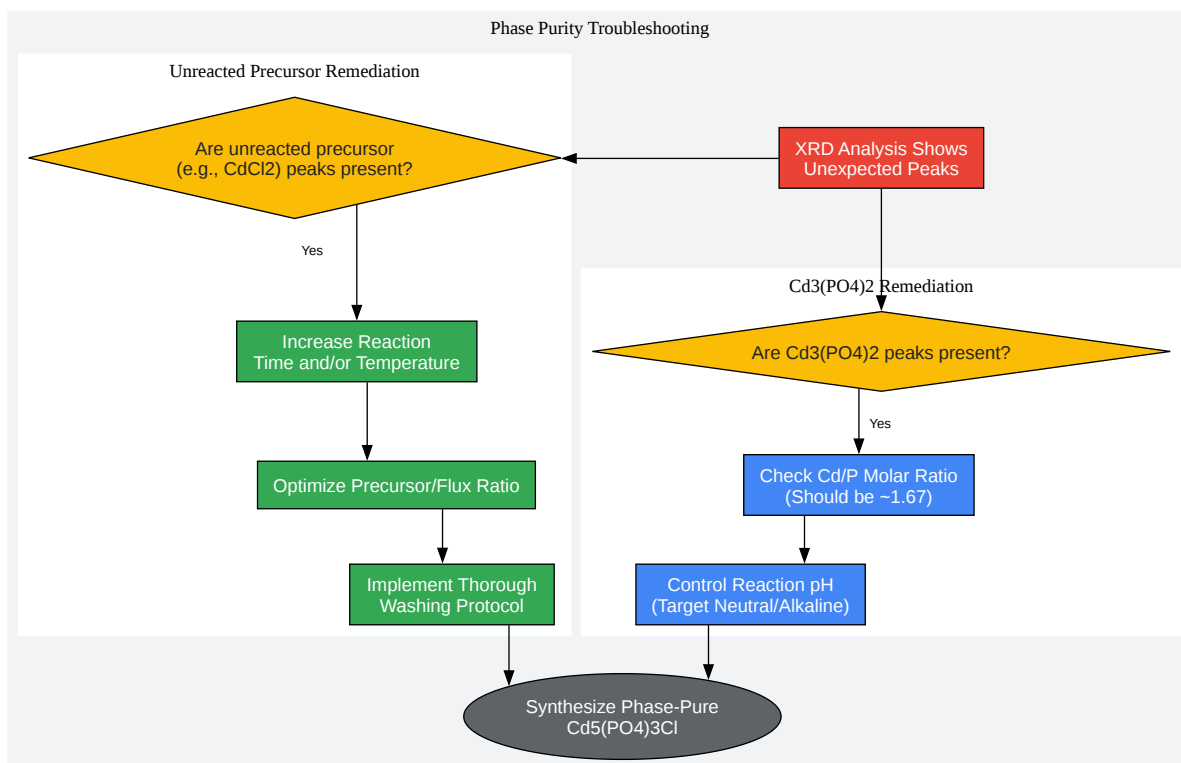 Phase Purity Troubleshooting
Unreacted Precursor Remediation
Are unreacted precursor
(e.g., CdCl2) peaks present?
XRD Analysis Shows
Unexpected Peaks
Yes
Increase Reaction
Time and/or Temperature
Optimize Precursor/Flux Ratio
Implement Thorough
Washing Protocol
Cd3(PO4)2 Remediation
Are Cd3(PO4)2 peaks present?
Yes
Check Cd/P Molar Ratio
(Should be ~1.67)
Control Reaction pH
(Target Neutral/Alkaline)
Synthesize Phase-Pure
Cd5(PO4)3Cl